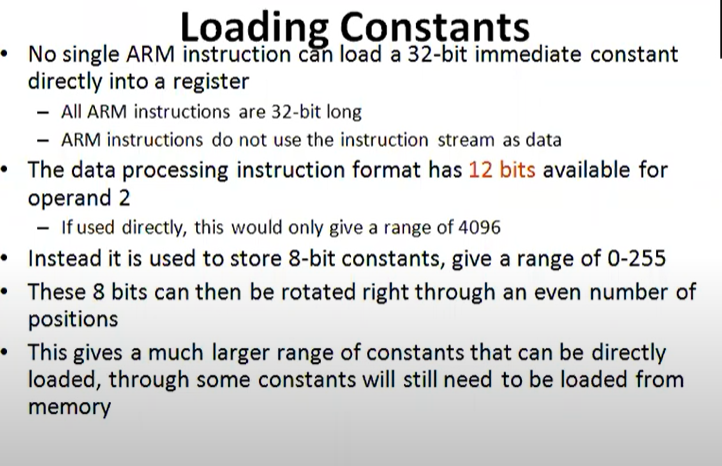 Loading Constants
• No single ARM instruction can load a 32-bit immediate constant
directly into a register
– All ARM instructions are 32-bit long
– ARM instructions do not use the instruction stream as data
• The data processing instruction format has 12 bits available for
operand 2
– If used directly, this would only give a range of 4096
• Instead it is used to store 8-bit constants, give a range of 0-255
• These 8 bits can then be rotated right through an even number of
positions
• This gives a much larger range of constants that can be directly
loaded, through some constants will still need to be loaded from
memory